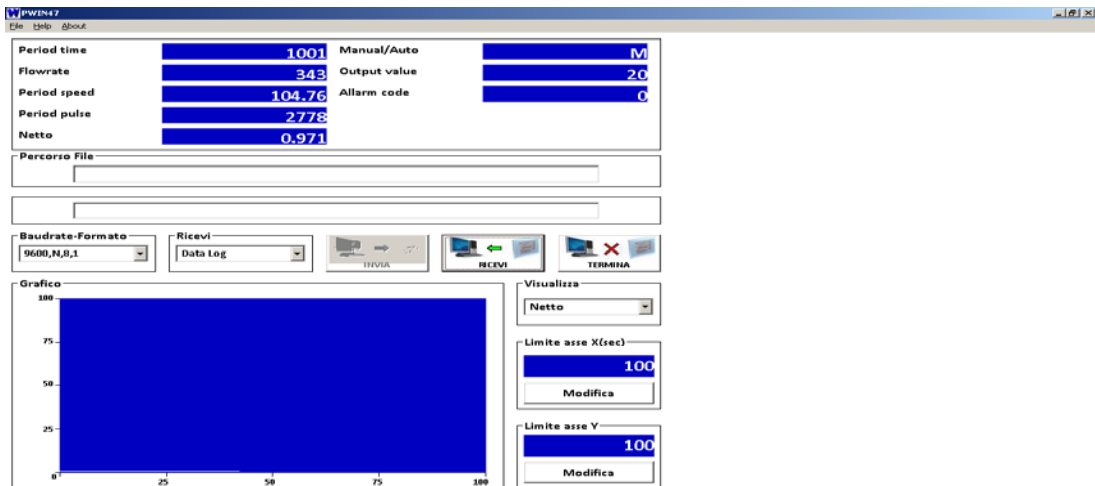 PWIN47
File Help About
Period time 1001 Manual/Auto M
Flowrate 343 Output value 20
Period speed 104.76 Allarm code 0
Period pulse 2778
Netto 0.971
Percorso File
Baudrate-Formato Ricevi
9600,N,8,1 Data Log INVIA RICEVI TERMINA
Grafico Visualizza
100
Netto
75 Limite asse X(sec)
100
50 Modifica
25 Limite asse Y
100
Modifica
0 25 50 75 100